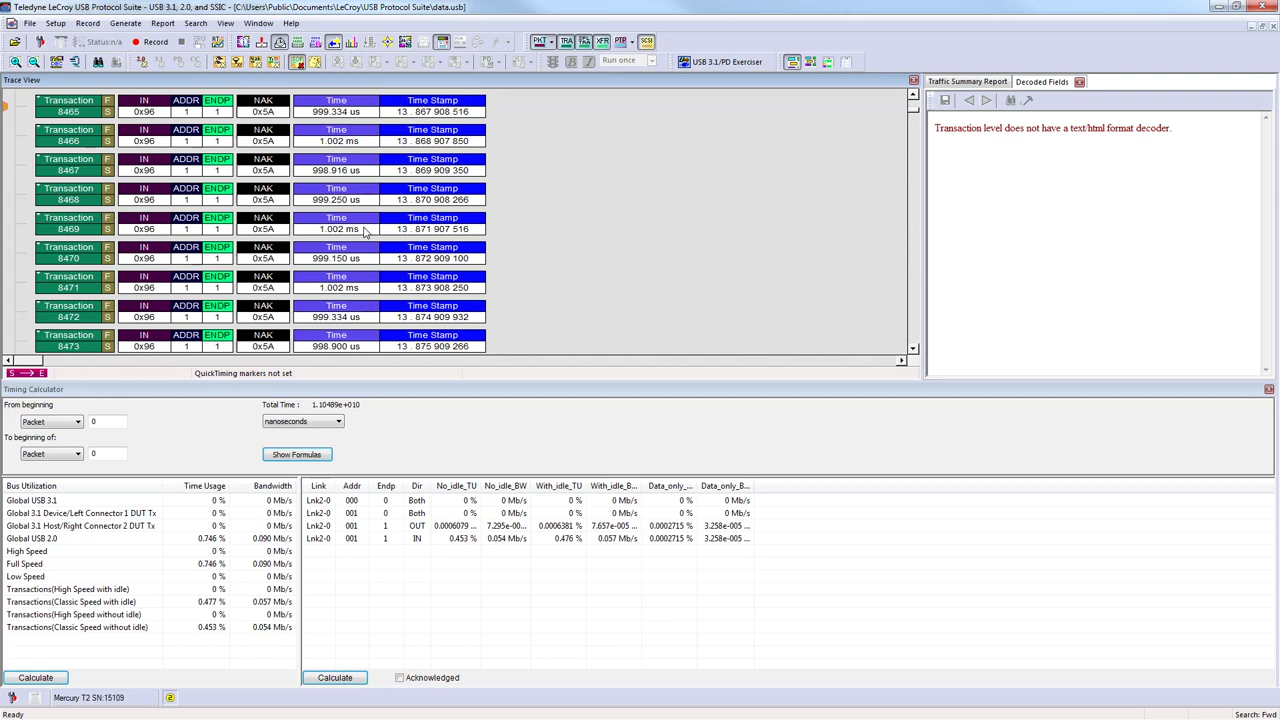 Teledyne LeCroy USB Protocol Suite - USB 3.1, 2.0, and SSIC - [C:\Users\Public\Documents\LeCroy\USB Protocol Suite\data.usb]
File Setup Record Generate Report Search View Window Help
Status:n/a Record PKT TRA XFR PTP SCSI
Run once USB 3.1/PD Exerciser
Trace View
Traffic Summary Report Decoded Fields
Transaction level does not have a text/html format decoder.
Transaction F IN ADDR ENDP NAK Time Time Stamp
8465 S 0x96 1 1 0x5A 999.334 us 13 . 867 908 516
Transaction F IN ADDR ENDP NAK Time Time Stamp
8466 S 0x96 1 1 0x5A 1.002 ms 13 . 868 907 850
Transaction F IN ADDR ENDP NAK Time Time Stamp
8467 S 0x96 1 1 0x5A 998.916 us 13 . 869 909 350
Transaction F IN ADDR ENDP NAK Time Time Stamp
8468 S 0x96 1 1 0x5A 999.250 us 13 . 870 908 266
Transaction F IN ADDR ENDP NAK Time Time Stamp
8469 S 0x96 1 1 0x5A 1.002 ms 13 . 871 907 516
Transaction F IN ADDR ENDP NAK Time Time Stamp
8470 S 0x96 1 1 0x5A 999.150 us 13 . 872 909 100
Transaction F IN ADDR ENDP NAK Time Time Stamp
8471 S 0x96 1 1 0x5A 1.002 ms 13 . 873 908 250
Transaction F IN ADDR ENDP NAK Time Time Stamp
8472 S 0x96 1 1 0x5A 999.334 us 13 . 874 909 932
Transaction F IN ADDR ENDP NAK Time Time Stamp
8473 S 0x96 1 1 0x5A 998.900 us 13 . 875 909 266
S → E QuickTiming markers not set
Timing Calculator
From beginning Total Time : 1.10489e+010
Packet 0 nanoseconds
To beginning of:
Packet 0 Show Formulas
Bus Utilization Time Usage Bandwidth Link Addr Endp Dir No_idle_TU No_idle_BW With_idle_TU With_idle_B... Data_only_... Data_only_B...
Global USB 3.1 0 % 0 Mb/s Lnk2-0 000 0 Both 0 % 0 Mb/s 0 % 0 Mb/s 0 % 0 Mb/s
Global 3.1 Device/Left Connector 1 DUT Tx 0 % 0 Mb/s Lnk2-0 001 0 Both 0 % 0 Mb/s 0 % 0 Mb/s 0 % 0 Mb/s
Global 3.1 Host/Right Connector 2 DUT Tx 0 % 0 Mb/s Lnk2-0 001 1 OUT 0.0006079 ... 7.295e-00... 0.0006381 % 7.657e-005 ... 0.0002715 % 3.258e-005 ...
Global USB 2.0 0.746 % 0.090 Mb/s Lnk2-0 001 1 IN 0.453 % 0.054 Mb/s 0.476 % 0.057 Mb/s 0.0002715 % 3.258e-005 ...
High Speed 0 % 0 Mb/s
Full Speed 0.746 % 0.090 Mb/s
Low Speed 0 % 0 Mb/s
Transactions(High Speed with idle) 0 % 0 Mb/s
Transactions(Classic Speed with idle) 0.477 % 0.057 Mb/s
Transactions(High Speed without idle) 0 % 0 Mb/s
Transactions(Classic Speed without idle) 0.453 % 0.054 Mb/s
Calculate Calculate Acknowledged
Mercury T2 SN:15109 2
Ready Search: Fwd